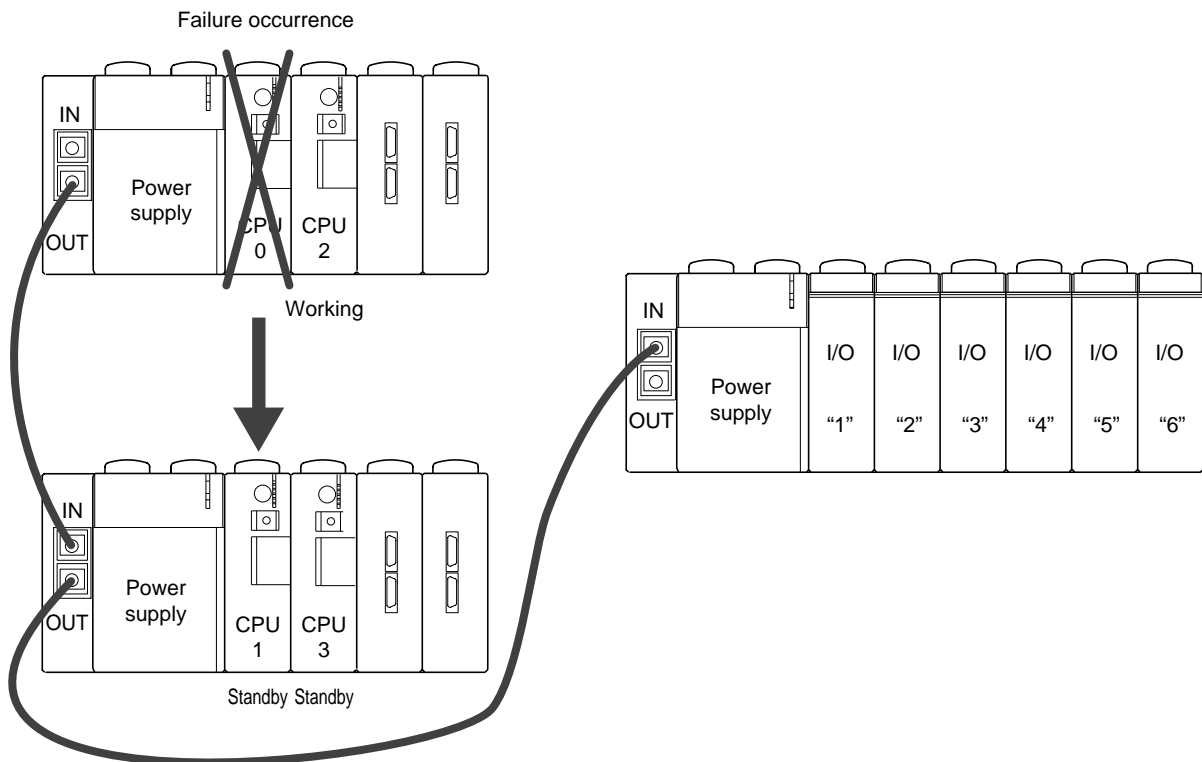 Failure occurrence
IN
OUT
Power
supply
CPU
0
CPU
2
Working
IN
OUT
Power
supply
CPU
1
CPU
3
Standby Standby
IN
OUT
Power
supply
I/O
“1”
I/O
“2”
I/O
“3”
I/O
“4”
I/O
“5”
I/O
“6”